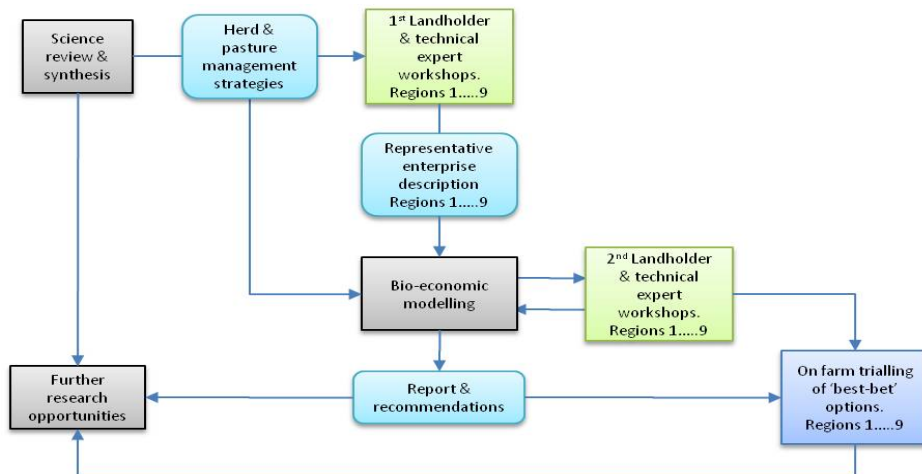 Science
review &
synthesis
Herd &
pasture
management
strategies
1st Landholder
& technical
expert
workshops.
Regions 1.....9
Representative
enterprise
description
Regions 1.....9
Bio-economic
modelling
2nd Landholder
& technical
expert
workshops.
Regions 1.....9
Further
research
opportunities
Report &
recommendations
On farm trialling
of ‘best-bet’
options.
Regions 1.....9